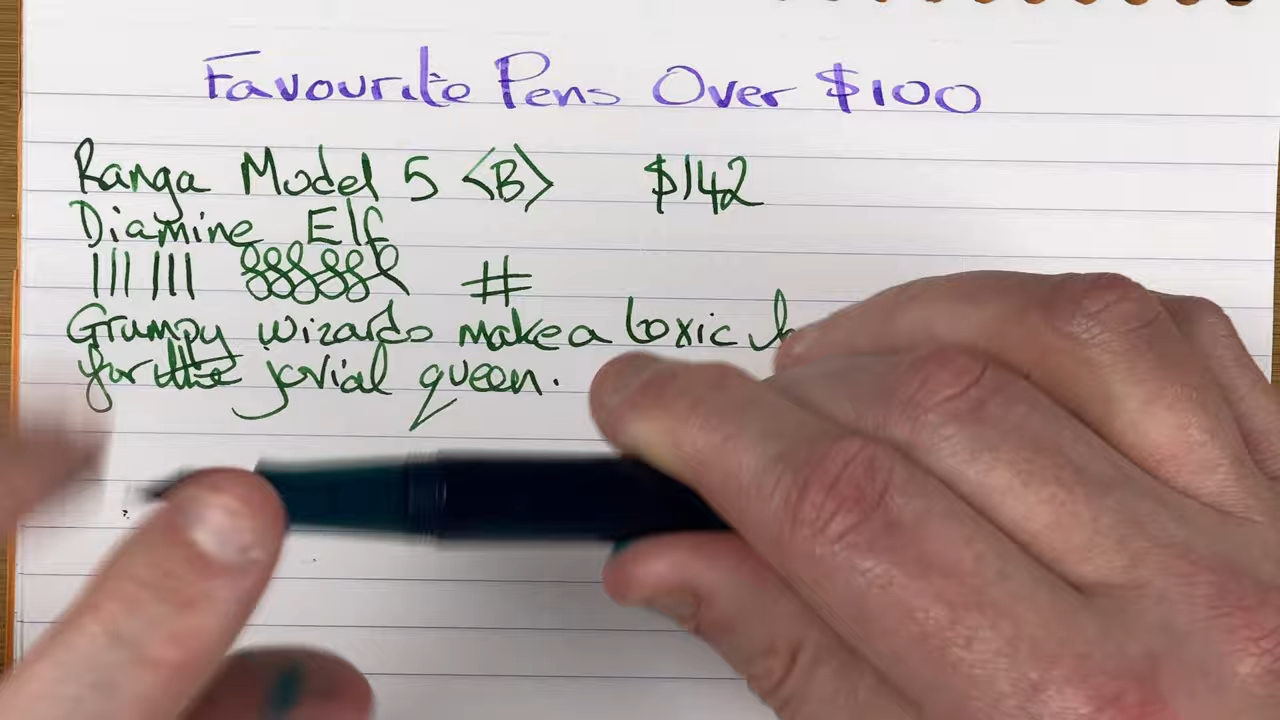 Favourite Pens Over $100
Ranga Model 5 <B> $142
Diamine Elf
#
Grumpy wizards make a toxic
for the jovial queen.